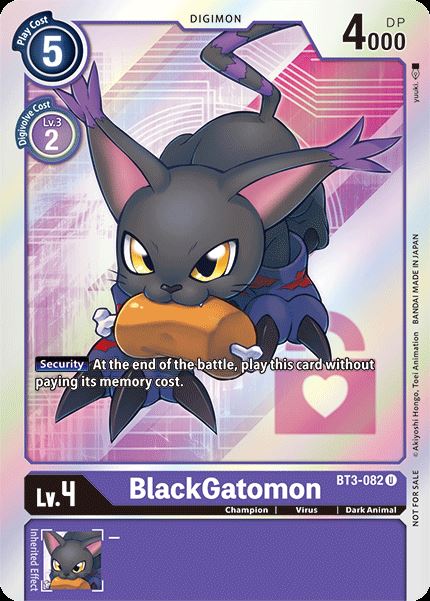 Play Cost
5
DIGIMON
4000 DP
Digivolve Cost
Lv.3
2
yuuki.
Security At the end of the battle, play this card without
paying its memory cost.
©Akiyoshi Hongo, Toei Animation BANDAI MADE IN JAPAN
NOT FOR SALE
Lv.4
BlackGatomon
BT3-082 U
Champion | Virus | Dark Animal
Inherited Effect
–